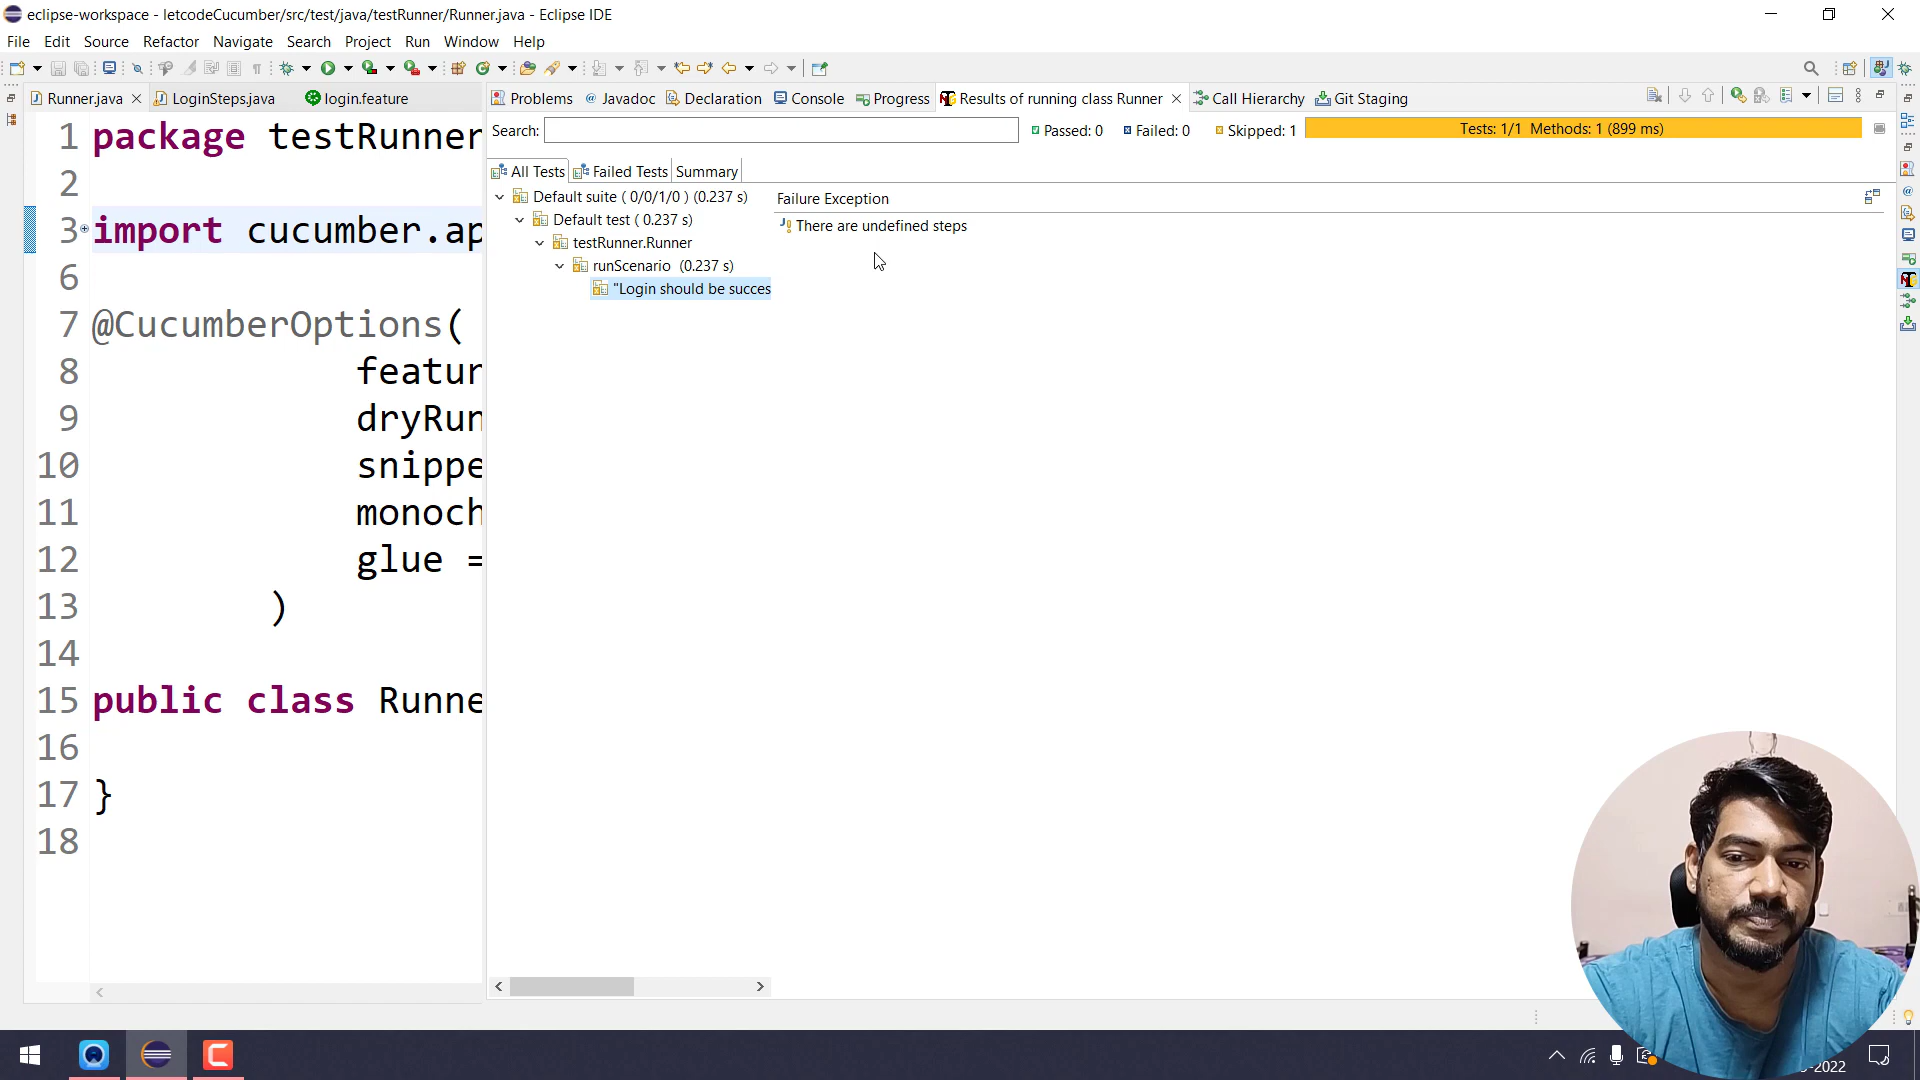 eclipse-workspace - letcodeCucumber/src/test/java/testRunner/Runner.java - Eclipse IDE
File Edit Source Refactor Navigate Search Project Run Window Help
Runner.java LoginSteps.java login.feature
Problems Javadoc Declaration Console Progress Results of running class Runner Call Hierarchy Git Staging
Search: Passed: 0 Failed: 0 Skipped: 1 Tests: 1/1 Methods: 1 (899 ms)
All Tests Failed Tests Summary
Default suite ( 0/0/1/0 ) (0.237 s)
Default test ( 0.237 s)
testRunner.Runner
runScenario (0.237 s)
"Login should be succes
Failure Exception
There are undefined steps
1 package testRunner
2
3 import cucumber.ap
6
7 @CucumberOptions(
8 featur
9 dryRun
10 snippe
11 monoch
12 glue =
13 )
14
15 public class Runne
16
17 }
18